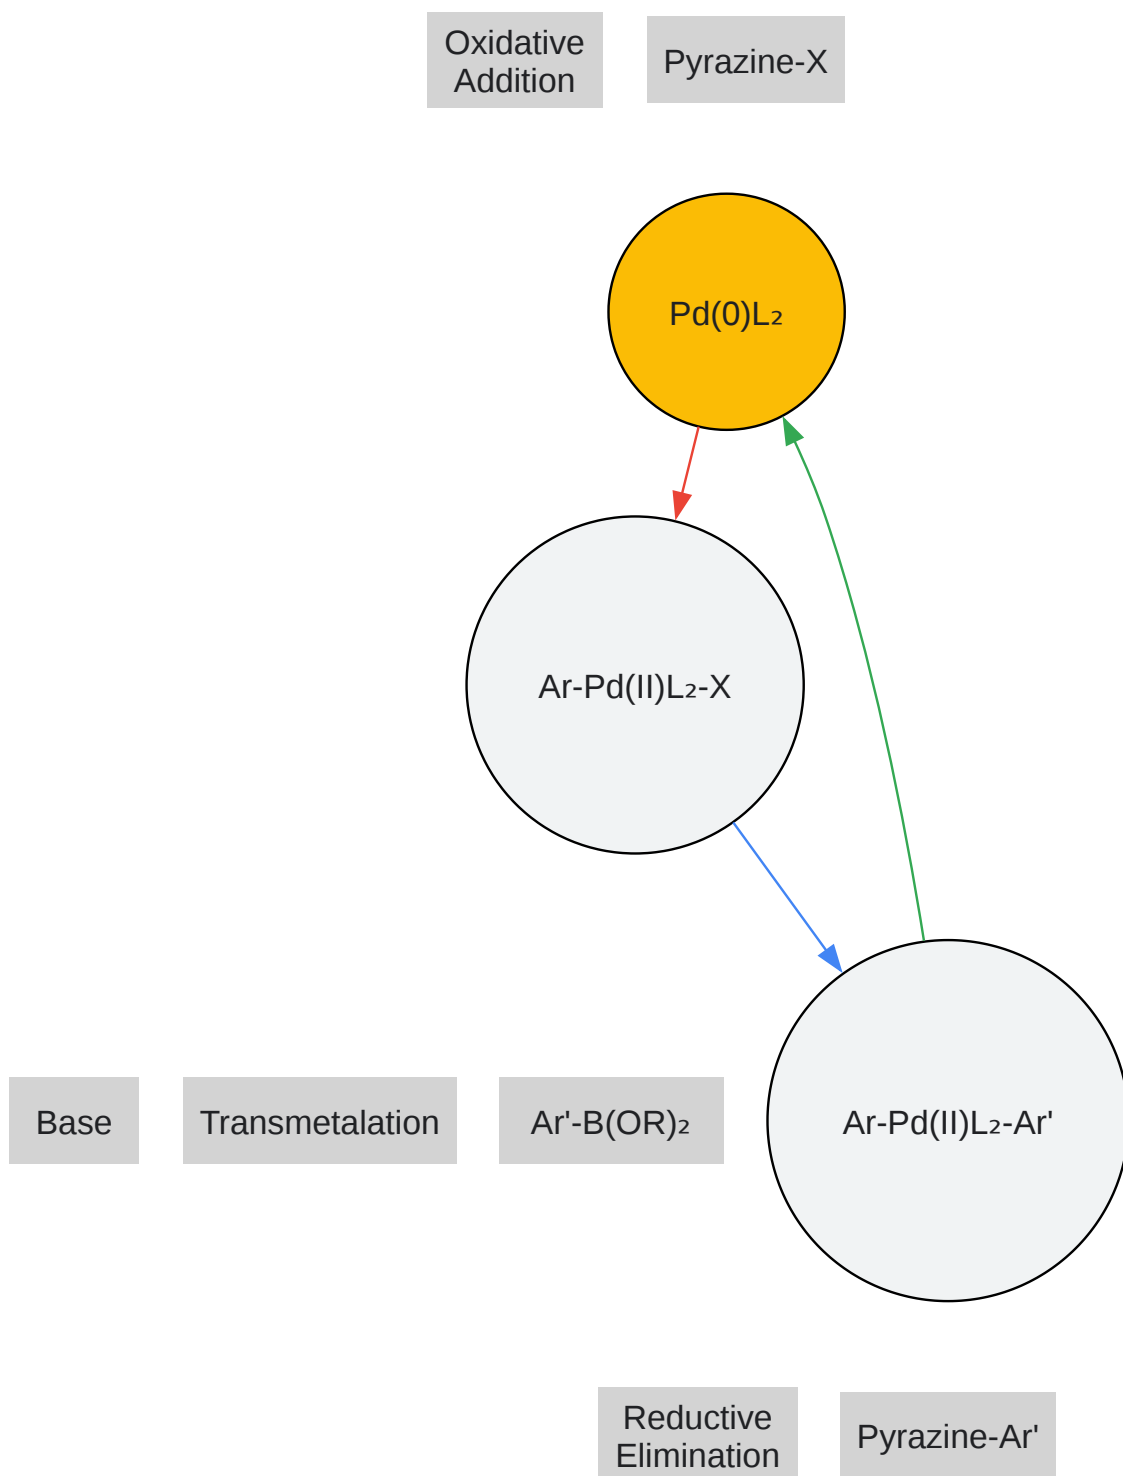 Oxidative
Addition
Pyrazine-X
Pd(0)L₂
Ar-Pd(II)L₂-X
Base
Transmetalation
Ar'-B(OR)₂
Ar-Pd(II)L₂-Ar'
Reductive
Elimination
Pyrazine-Ar'